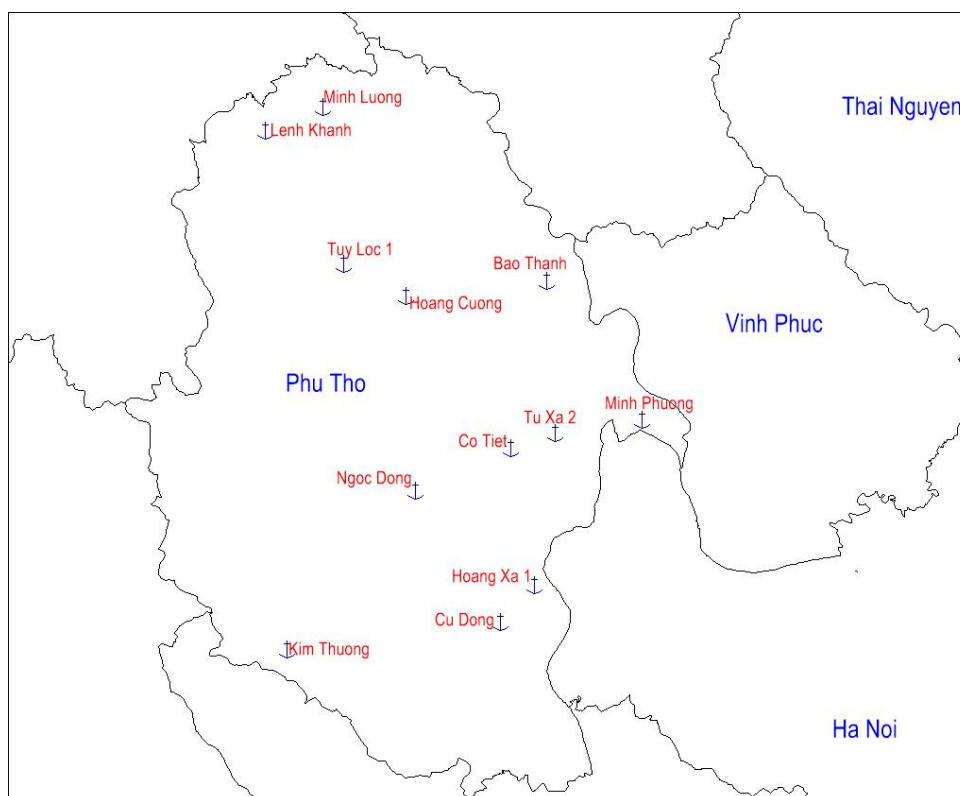 Minh Luong
Thai Nguyen
Lenh Khanh
Tuy Loc 1
Bao Thanh
Hoang Cuong
Vinh Phuc
Phu Tho
Minh Phuong
Tu Xa 2
Co Tiet
Ngoc Dong
Hoang Xa 1
Cu Dong
Kim Thuong
Ha Noi